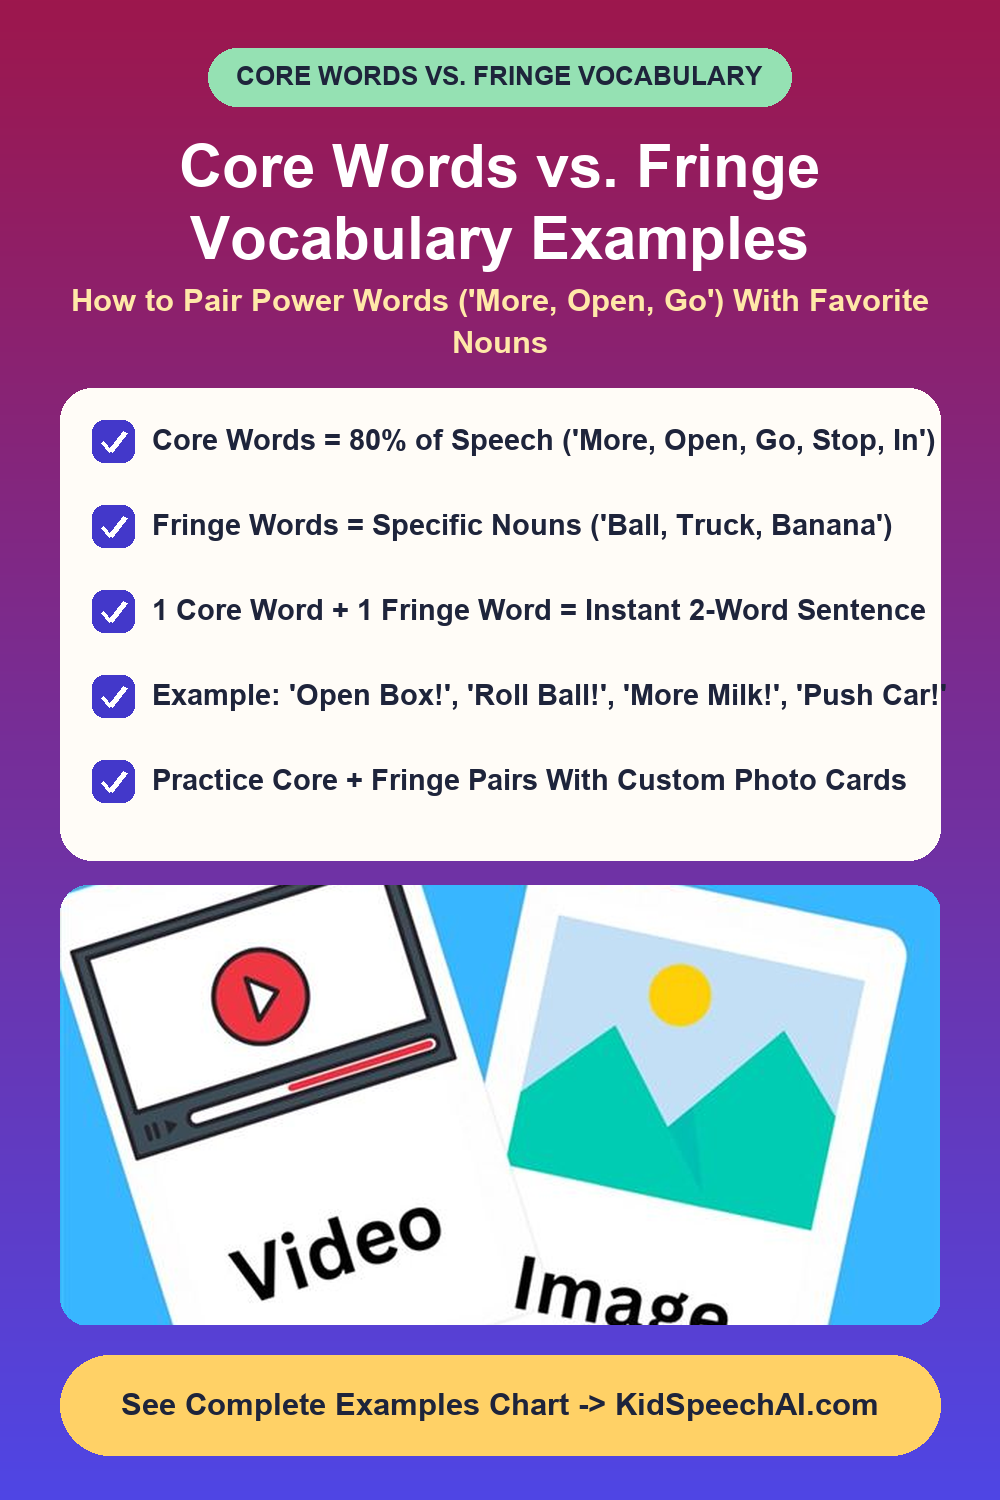 CORE WORDS VS. FRINGE VOCABULARY
Core Words vs. Fringe
Vocabulary Examples
How to Pair Power Words ('More, Open, Go') With Favorite
Nouns
Core Words = 80% of Speech ('More, Open, Go, Stop, In')
Fringe Words = Specific Nouns ('Ball, Truck, Banana')
1 Core Word + 1 Fringe Word = Instant 2-Word Sentence
Example: 'Open Box!', 'Roll Ball!', 'More Milk!', 'Push Car!'
Practice Core + Fringe Pairs With Custom Photo Cards
Video
Image
See Complete Examples Chart -> KidSpeechAI.com